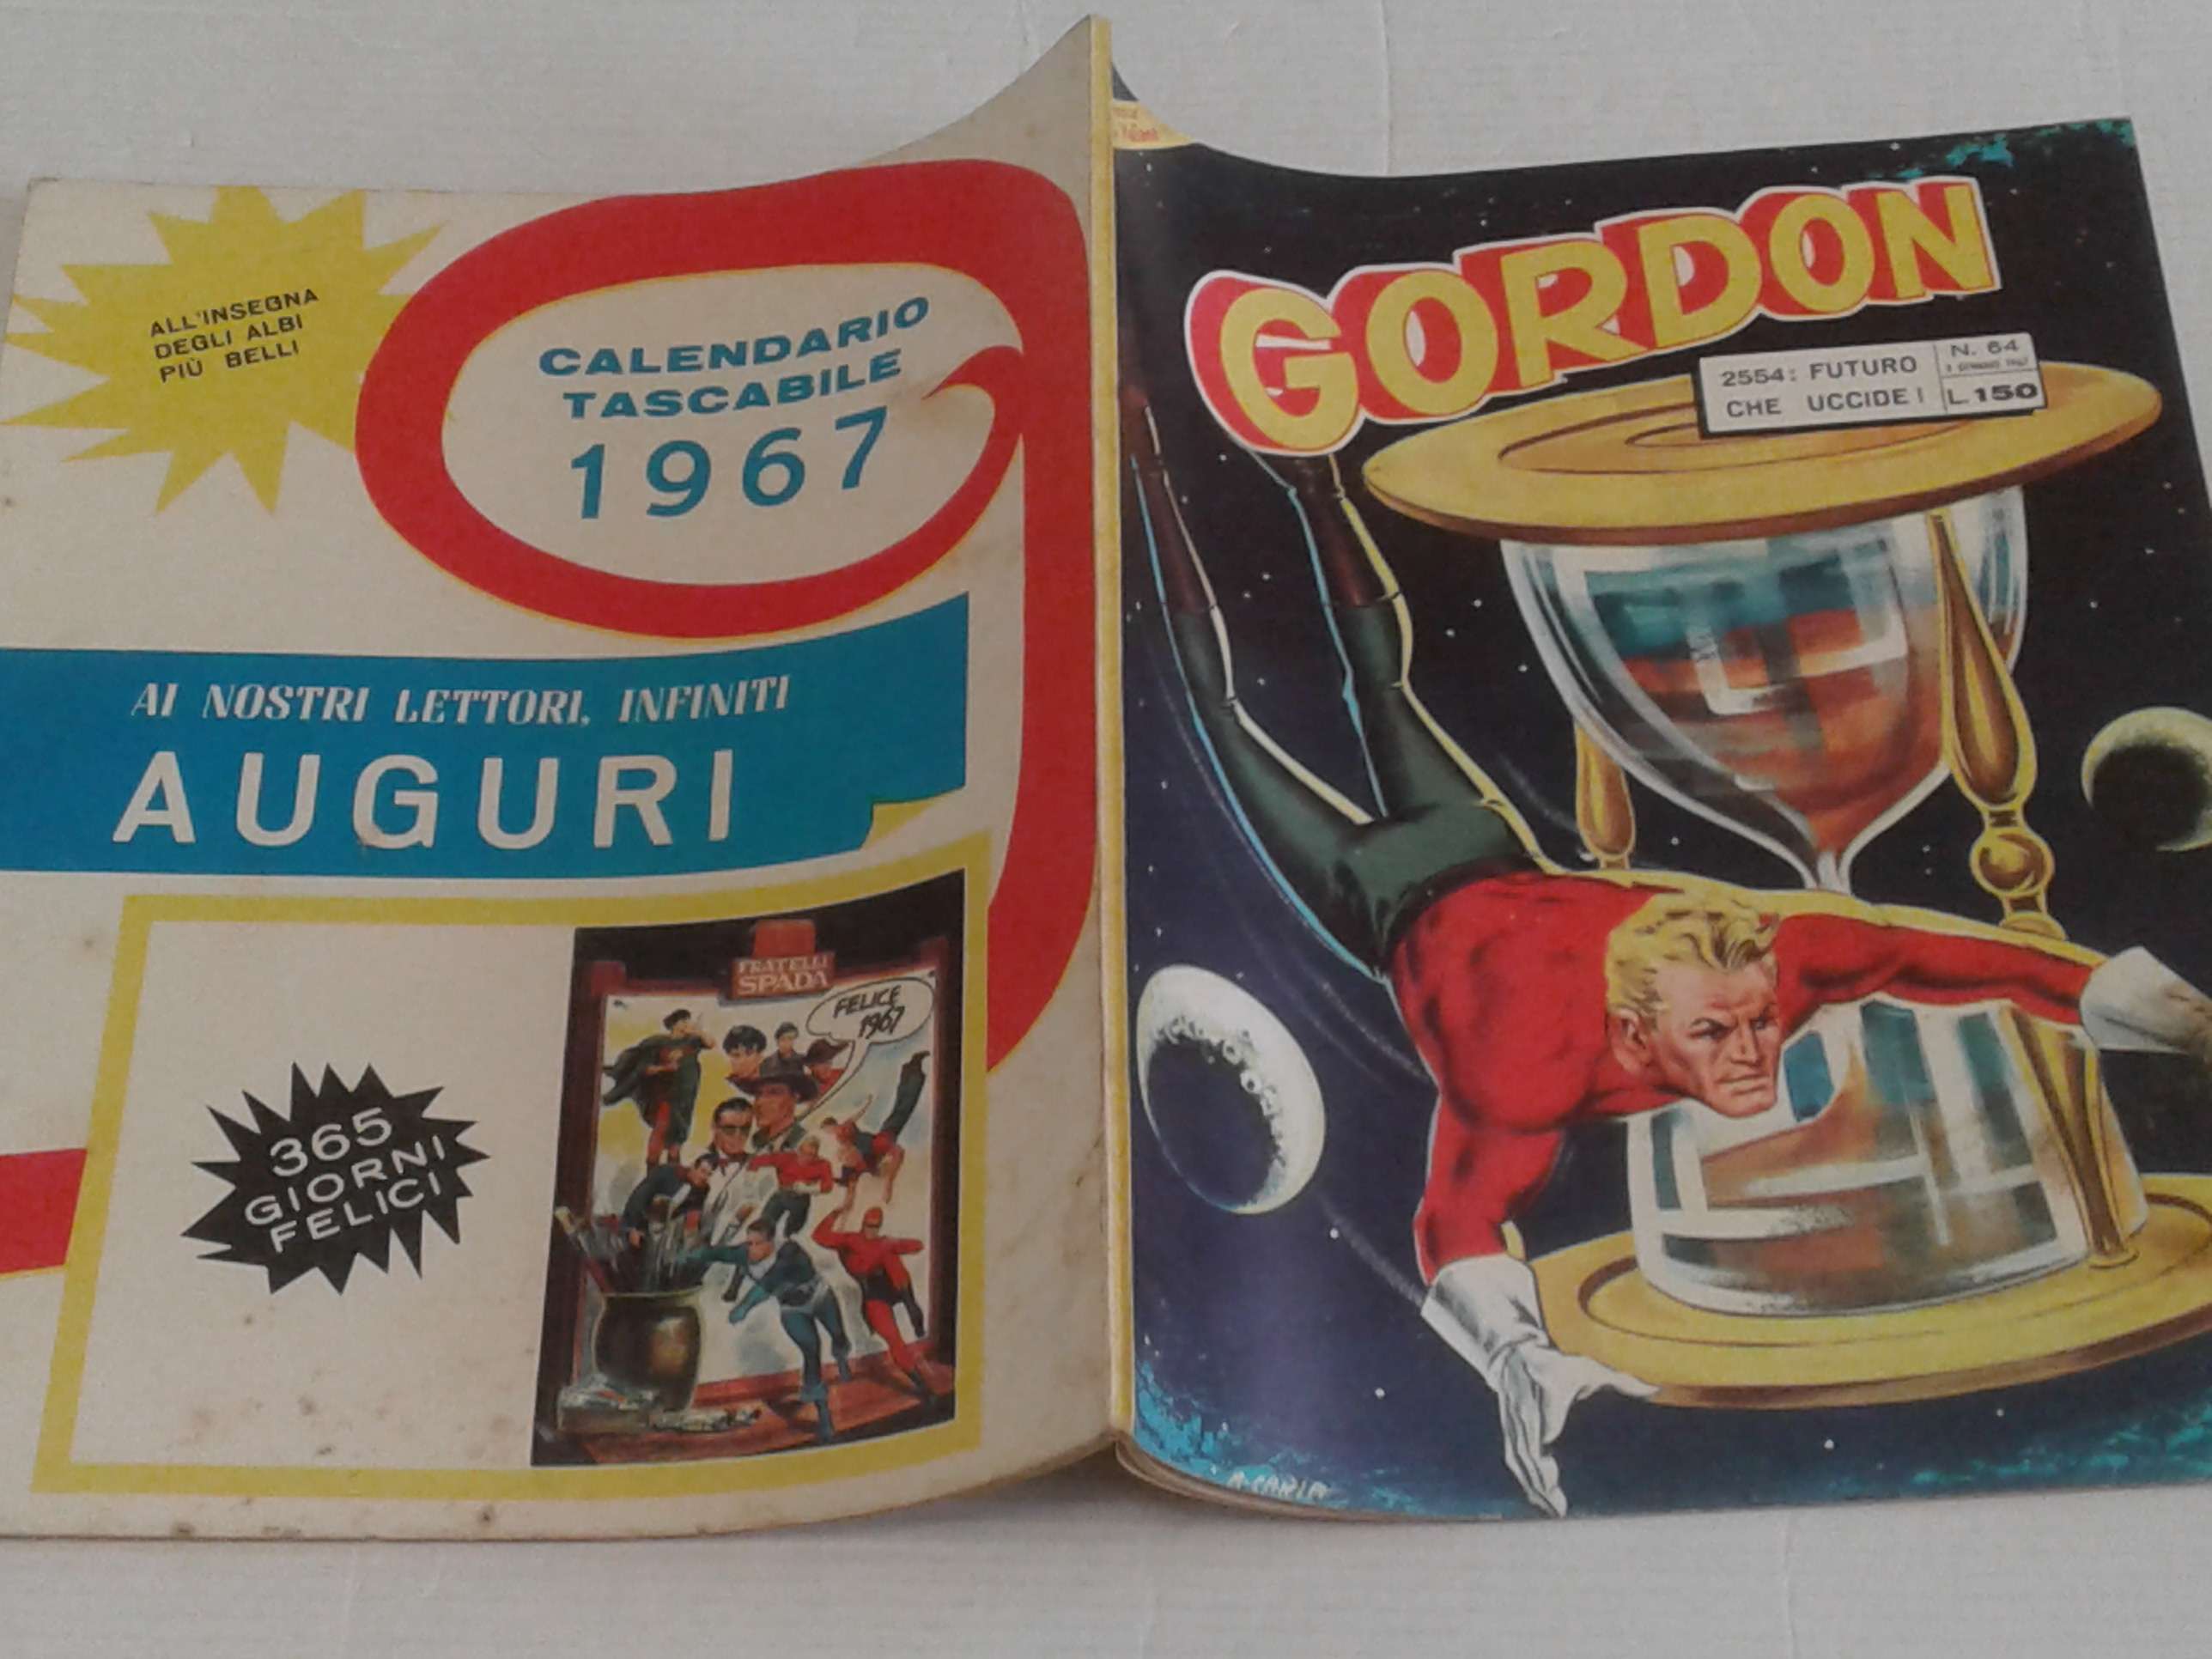 ALL'INSEGNA
DEGLI ALBI
PIÙ BELLI
CALENDARIO
TASCABILE
1967
AI NOSTRI LETTORI, INFINITI
AUGURI
365
GIORNI
FELICI
FRATELLI
SPADA
FELICE
1967
GORDON
2554: FUTURO
CHE UCCIDE!
N. 64
L. 150